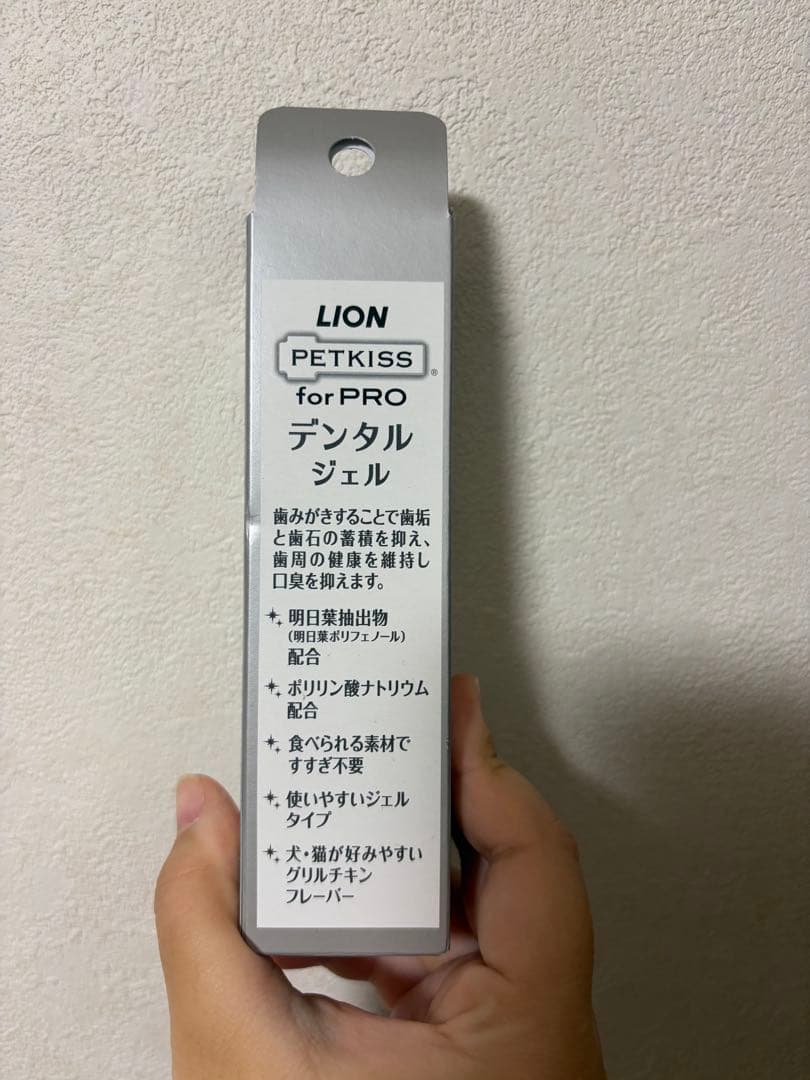 LION
PETKISS®
for PRO
デンタル
ジェル
歯みがきすることで歯垢
と歯石の蓄積を抑え、
歯周の健康を維持し
口臭を抑えます。
明日葉抽出物
(明日葉ポリフェノール)
配合
ポリリン酸ナトリウム
配合
食べられる素材で
すすぎ不要
使いやすいジェル
タイプ
犬・猫が好みやすい
グリルチキン
フレーバー